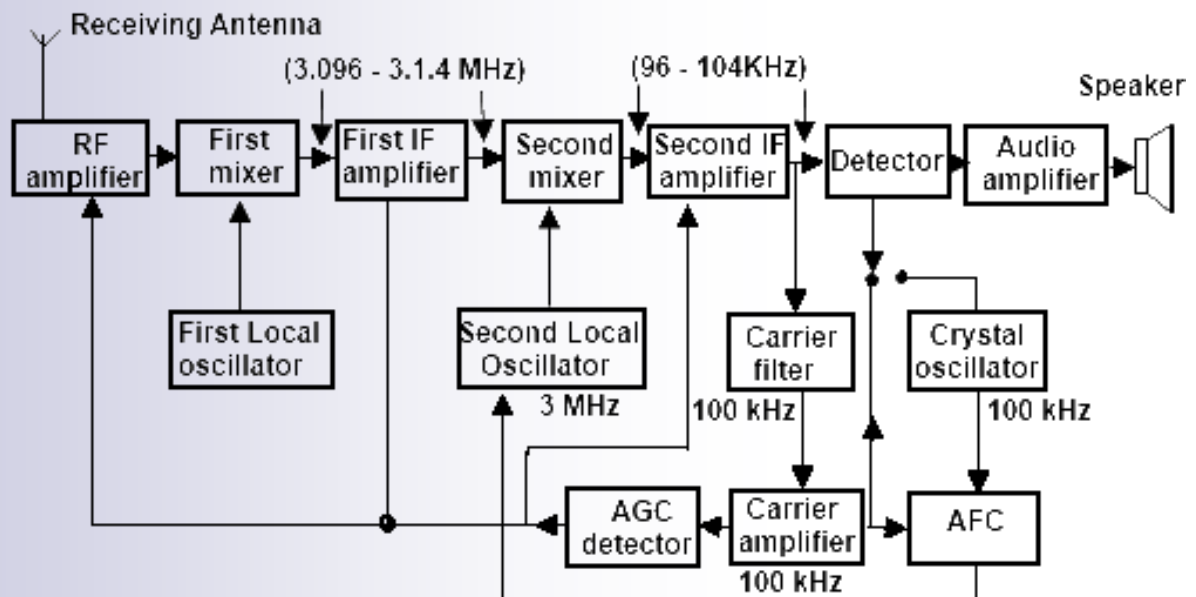 Receiving Antenna
(3.096 - 3.1.4 MHz)
(96 - 104KHz)
Speaker
RF
amplifier
First
mixer
First IF
amplifier
Second
mixer
Second IF
amplifier
Detector
Audio
amplifier
First Local
oscillator
Second Local
Oscillator
3 MHz
Carrier
filter
100 kHz
Crystal
oscillator
100 kHz
AGC
detector
Carrier
amplifier
100 kHz
AFC